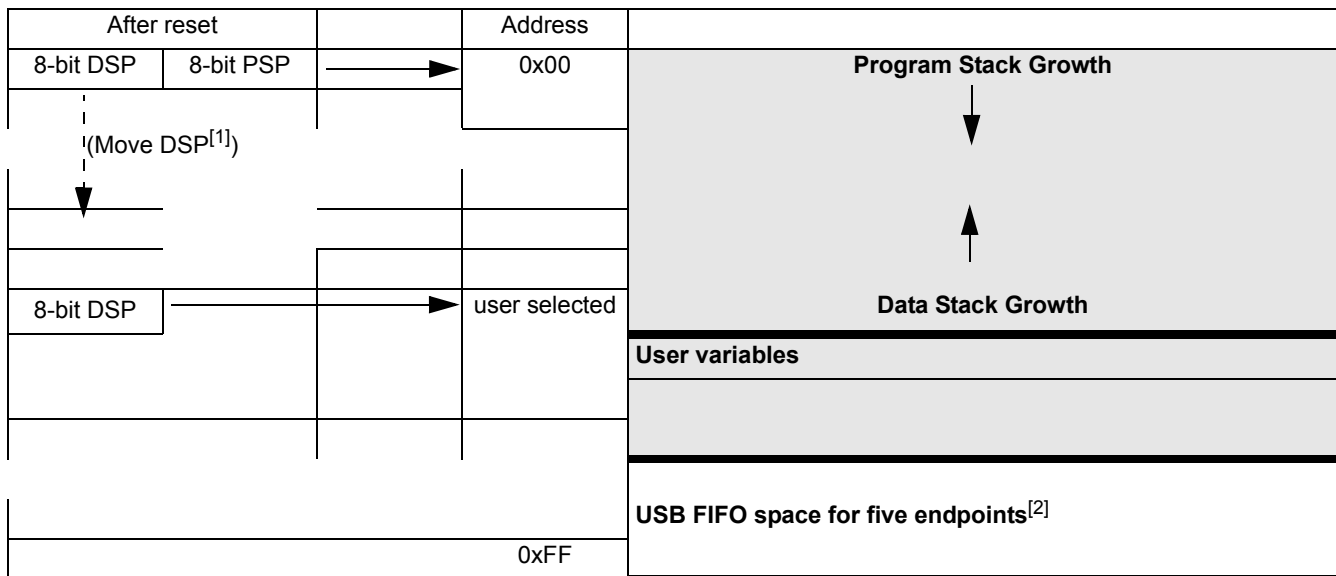 After reset Address
8-bit DSP 8-bit PSP 0x00 Program Stack Growth
(Move DSP[1])
8-bit DSP user selected Data Stack Growth
User variables
USB FIFO space for five endpoints[2]
0xFF